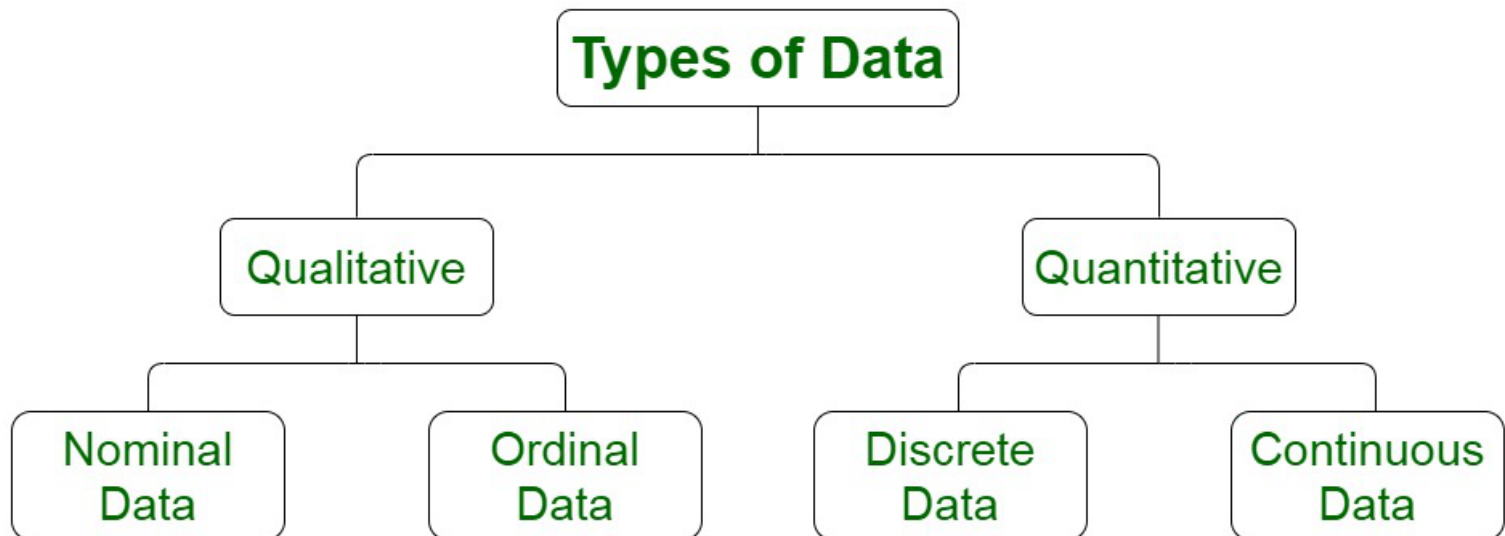 Types of Data
Qualitative
Quantitative
Nominal
Data
Ordinal
Data
Discrete
Data
Continuous
Data